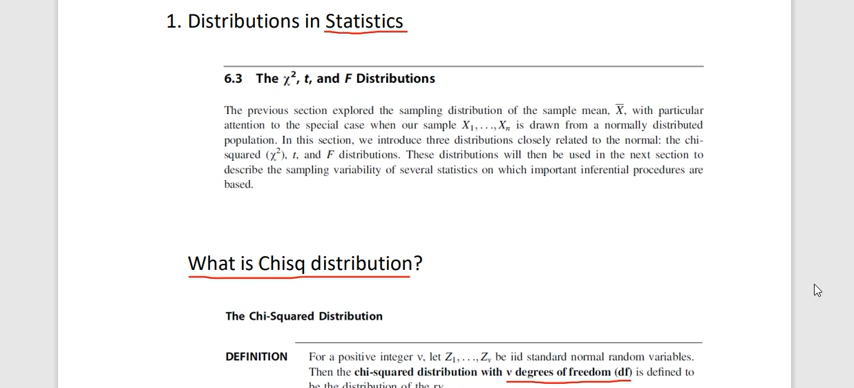 1. Distributions in Statistics
6.3 The χ², t, and F Distributions
The previous section explored the sampling distribution of the sample mean, X̅, with particular
attention to the special case when our sample X₁,...,Xₙ is drawn from a normally distributed
population. In this section, we introduce three distributions closely related to the normal: the chi-
squared (χ²), t, and F distributions. These distributions will then be used in the next section to
describe the sampling variability of several statistics on which important inferential procedures are
based.
What is Chisq distribution?
The Chi-Squared Distribution
DEFINITION For a positive integer ν, let Z₁,...,Zᵥ be iid standard normal random variables.
Then the chi-squared distribution with ν degrees of freedom (df) is defined to
be the distribution of the rv